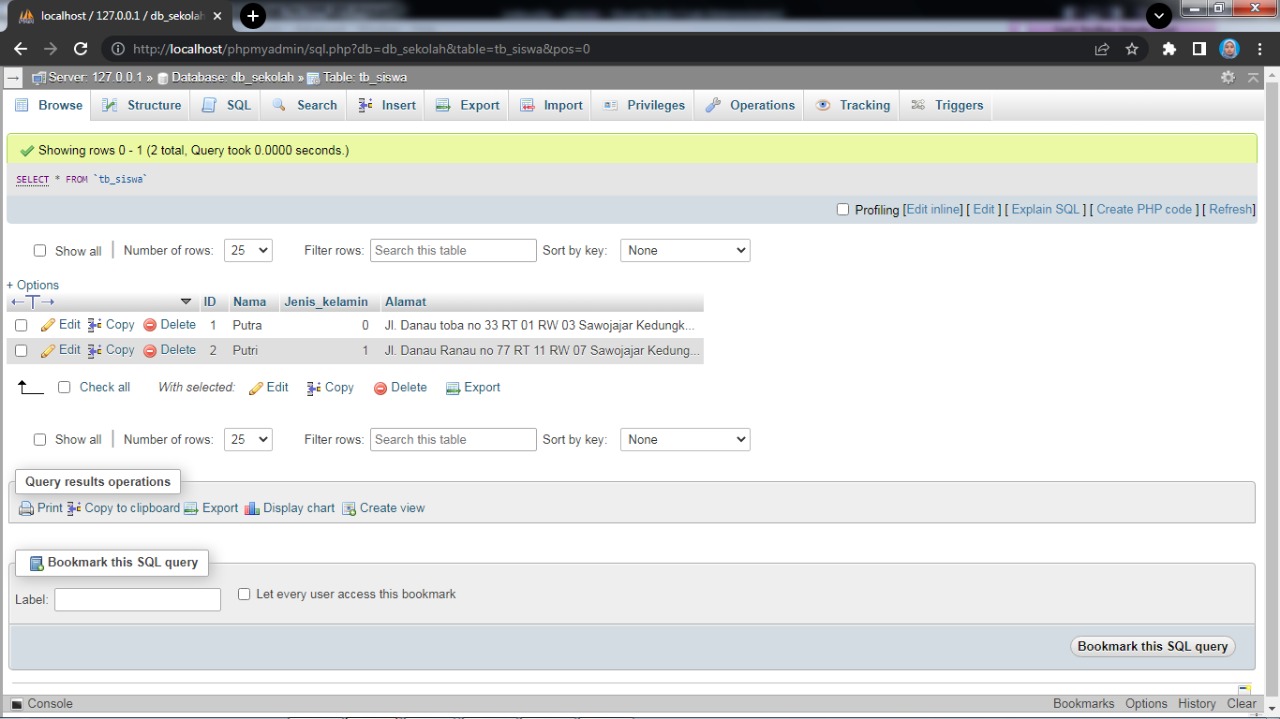 localhost / 127.0.0.1 / db_sekolah
http://localhost/phpmyadmin/sql.php?db=db_sekolah&table=tb_siswa&pos=0
Server: 127.0.0.1 » Database: db_sekolah » Table: tb_siswa
Browse Structure SQL Search Insert Export Import Privileges Operations Tracking Triggers
Showing rows 0 - 1 (2 total, Query took 0.0000 seconds.)
SELECT * FROM `tb_siswa`
Profiling [Edit inline] [ Edit ] [ Explain SQL ] [ Create PHP code ] [ Refresh]
Show all | Number of rows: 25 Filter rows: Search this table Sort by key: None
+ Options
←T→ ID Nama Jenis_kelamin Alamat
Edit Copy Delete 1 Putra 0 Jl. Danau toba no 33 RT 01 RW 03 Sawojajar Kedungk...
Edit Copy Delete 2 Putri 1 Jl. Danau Ranau no 77 RT 11 RW 07 Sawojajar Kedung...
Check all With selected: Edit Copy Delete Export
Show all | Number of rows: 25 Filter rows: Search this table Sort by key: None
Query results operations
Print Copy to clipboard Export Display chart Create view
Bookmark this SQL query
Label: Let every user access this bookmark
Bookmark this SQL query
Console Bookmarks Options History Clear